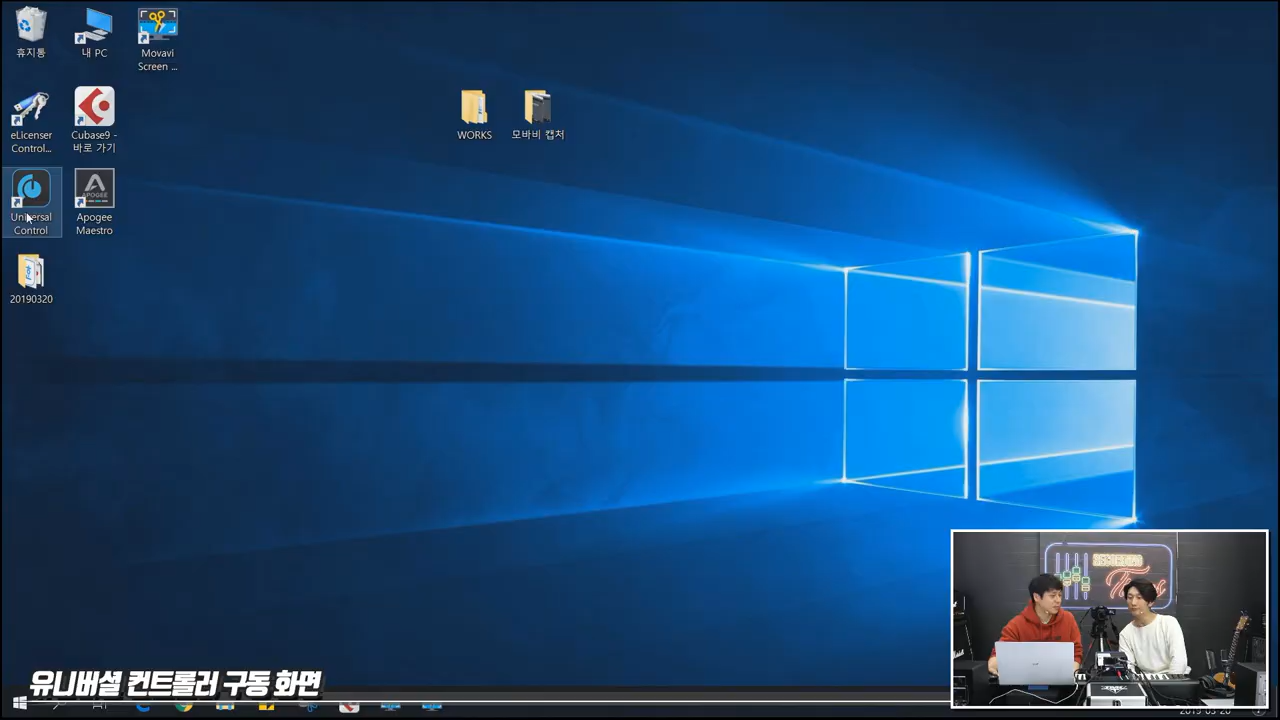 휴지통
내 PC
Movavi
Screen ...
eLicenser
Control...
Cubase9 -
바로 가기
WORKS
모바비 캡처
Universal
Control
APOGEE
Apogee
Maestro
20190320
유니버셜 컨트롤러 구동 화면